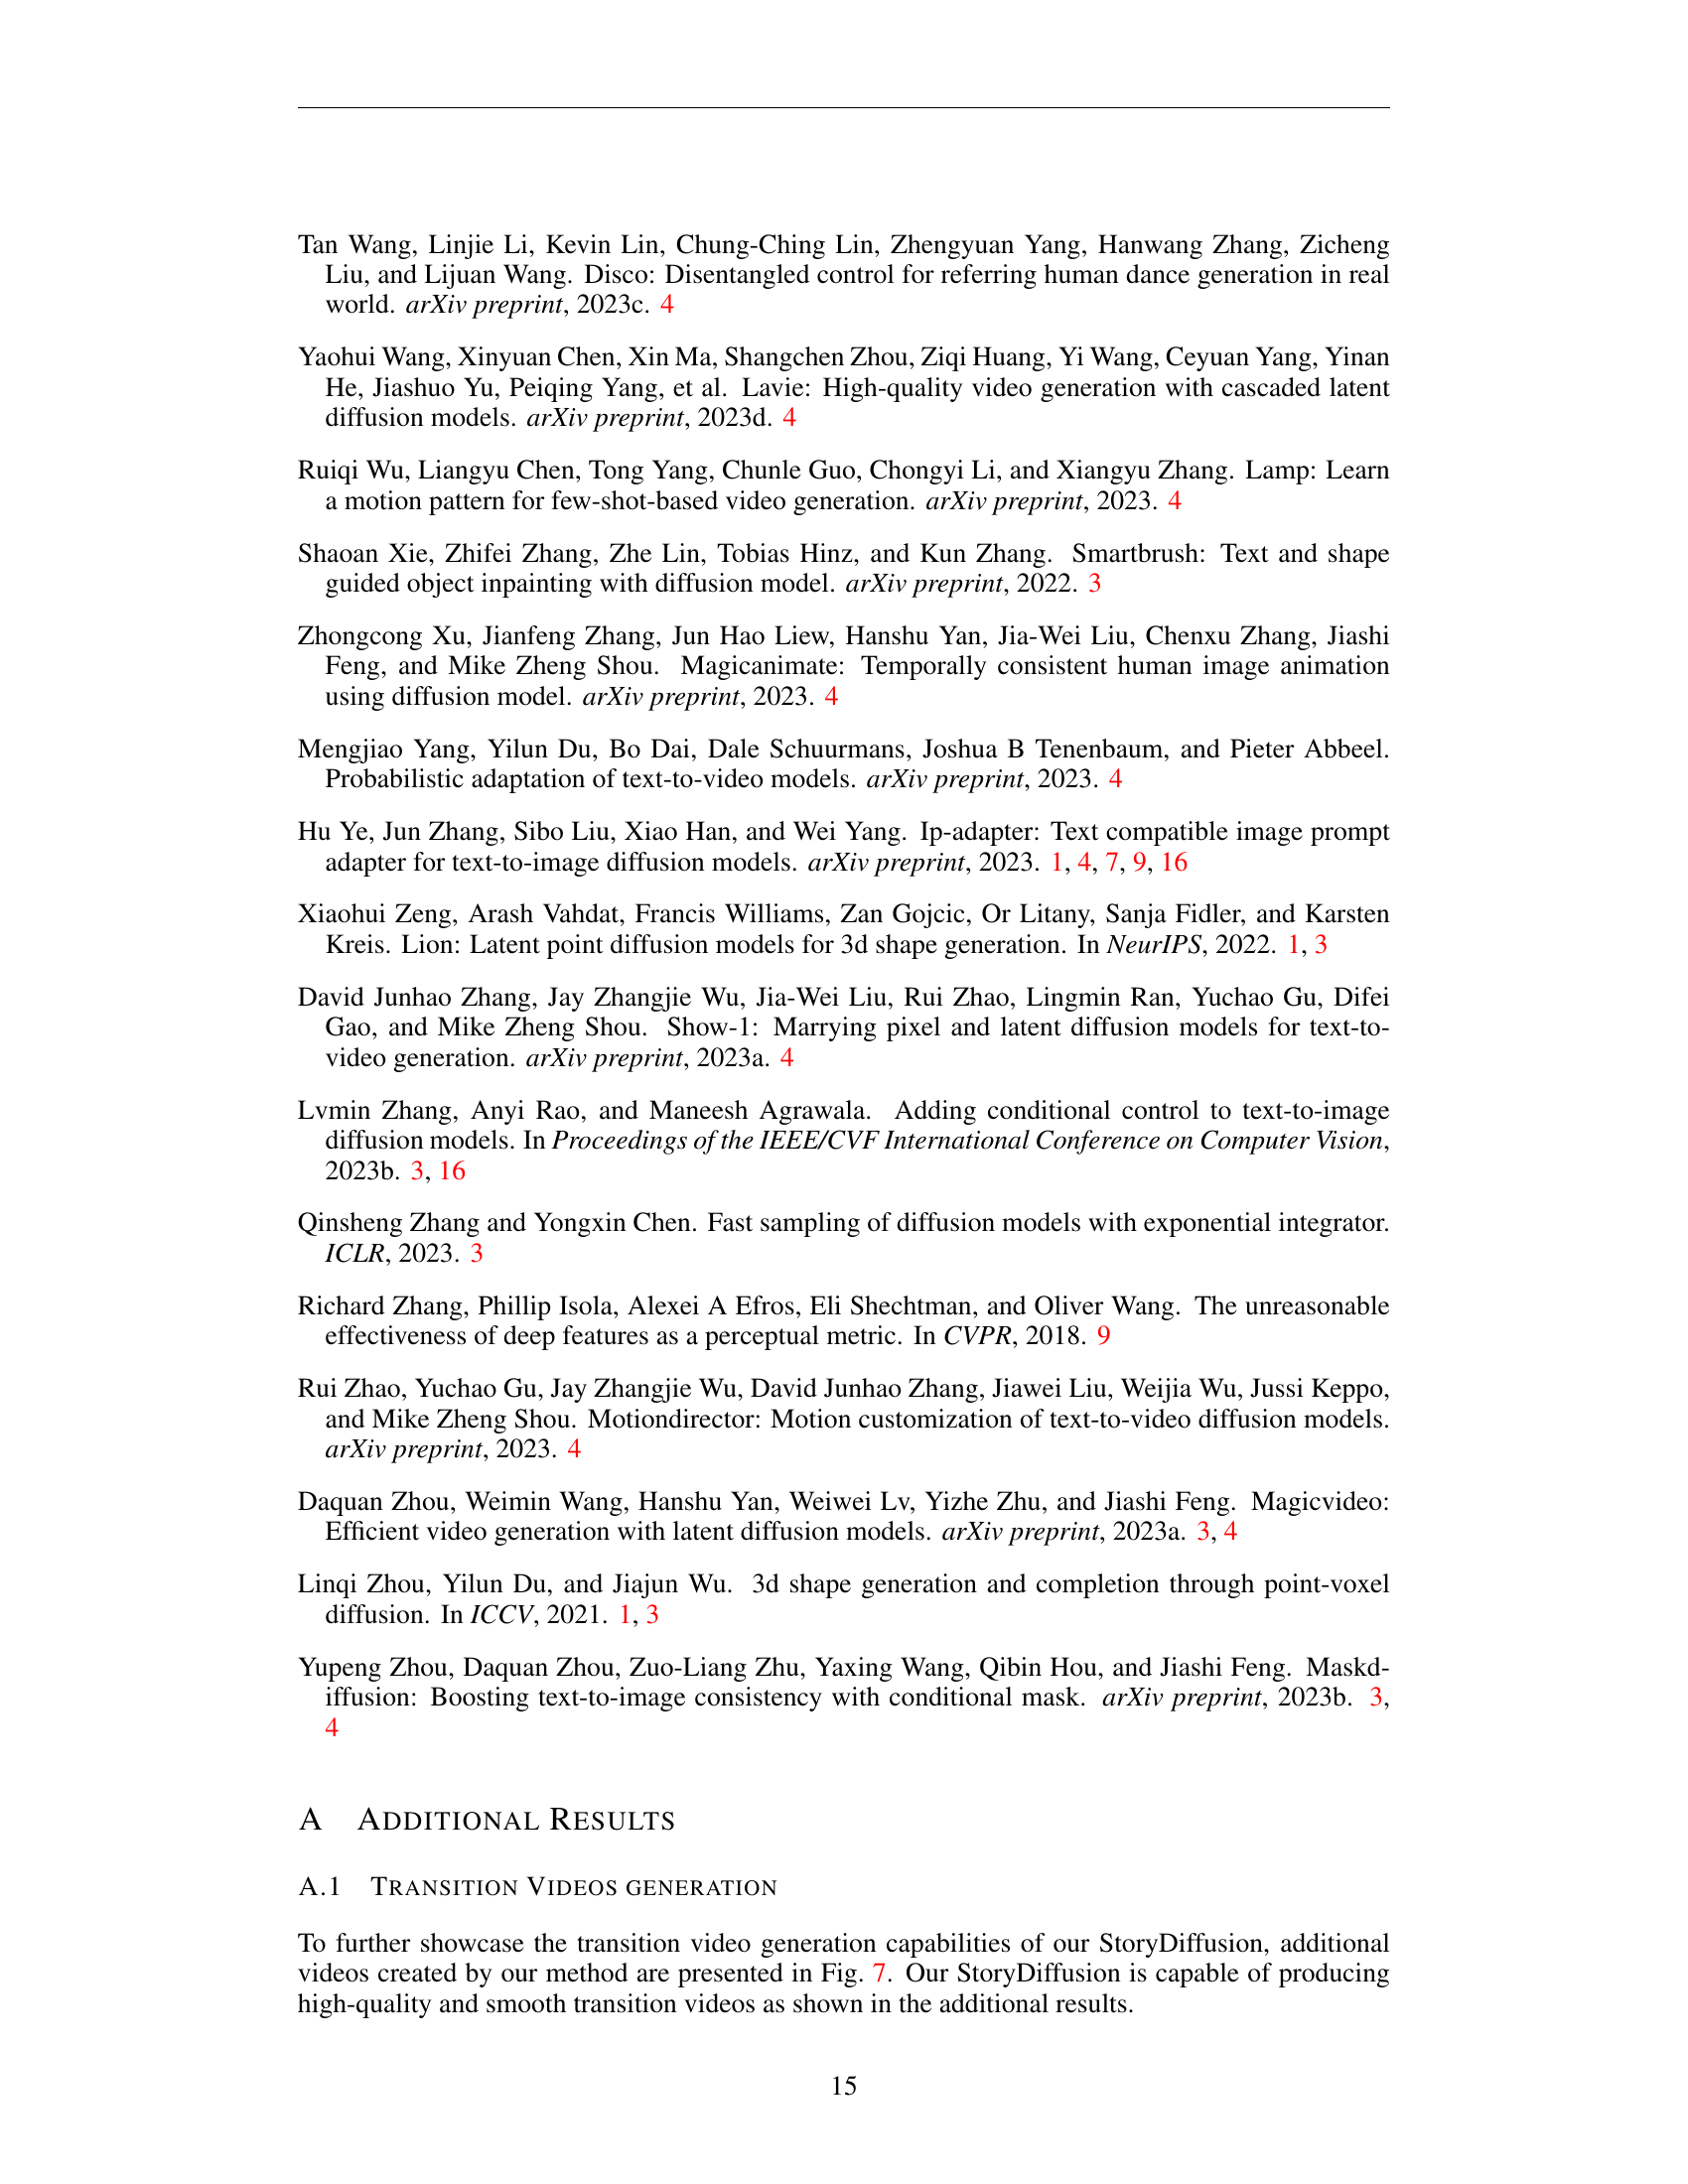 Tan Wang, Linjie Li, Kevin Lin, Chung-Ching Lin, Zhengyuan Yang, Hanwang Zhang, Zicheng
Liu, and Lijuan Wang. Disco: Disentangled control for referring human dance generation in real
world. arXiv preprint, 2023c. 4
Yaohui Wang, Xinyuan Chen, Xin Ma, Shangchen Zhou, Ziqi Huang, Yi Wang, Ceyuan Yang, Yinan
He, Jiashuo Yu, Peiqing Yang, et al. Lavie: High-quality video generation with cascaded latent
diffusion models. arXiv preprint, 2023d. 4
Ruiqi Wu, Liangyu Chen, Tong Yang, Chunle Guo, Chongyi Li, and Xiangyu Zhang. Lamp: Learn
a motion pattern for few-shot-based video generation. arXiv preprint, 2023. 4
Shaoan Xie, Zhifei Zhang, Zhe Lin, Tobias Hinz, and Kun Zhang. Smartbrush: Text and shape
guided object inpainting with diffusion model. arXiv preprint, 2022. 3
Zhongcong Xu, Jianfeng Zhang, Jun Hao Liew, Hanshu Yan, Jia-Wei Liu, Chenxu Zhang, Jiashi
Feng, and Mike Zheng Shou. Magicanimate: Temporally consistent human image animation
using diffusion model. arXiv preprint, 2023. 4
Mengjiao Yang, Yilun Du, Bo Dai, Dale Schuurmans, Joshua B Tenenbaum, and Pieter Abbeel.
Probabilistic adaptation of text-to-video models. arXiv preprint, 2023. 4
Hu Ye, Jun Zhang, Sibo Liu, Xiao Han, and Wei Yang. Ip-adapter: Text compatible image prompt
adapter for text-to-image diffusion models. arXiv preprint, 2023. 1, 4, 7, 9, 16
Xiaohui Zeng, Arash Vahdat, Francis Williams, Zan Gojcic, Or Litany, Sanja Fidler, and Karsten
Kreis. Lion: Latent point diffusion models for 3d shape generation. In NeurIPS, 2022. 1, 3
David Junhao Zhang, Jay Zhangjie Wu, Jia-Wei Liu, Rui Zhao, Lingmin Ran, Yuchao Gu, Difei
Gao, and Mike Zheng Shou. Show-1: Marrying pixel and latent diffusion models for text-to-
video generation. arXiv preprint, 2023a. 4
Lvmin Zhang, Anyi Rao, and Maneesh Agrawala. Adding conditional control to text-to-image
diffusion models. In Proceedings of the IEEE/CVF International Conference on Computer Vision,
2023b. 3, 16
Qinsheng Zhang and Yongxin Chen. Fast sampling of diffusion models with exponential integrator.
ICLR, 2023. 3
Richard Zhang, Phillip Isola, Alexei A Efros, Eli Shechtman, and Oliver Wang. The unreasonable
effectiveness of deep features as a perceptual metric. In CVPR, 2018. 9
Rui Zhao, Yuchao Gu, Jay Zhangjie Wu, David Junhao Zhang, Jiawei Liu, Weijia Wu, Jussi Keppo,
and Mike Zheng Shou. Motiondirector: Motion customization of text-to-video diffusion models.
arXiv preprint, 2023. 4
Daquan Zhou, Weimin Wang, Hanshu Yan, Weiwei Lv, Yizhe Zhu, and Jiashi Feng. Magicvideo:
Efficient video generation with latent diffusion models. arXiv preprint, 2023a. 3, 4
Linqi Zhou, Yilun Du, and Jiajun Wu. 3d shape generation and completion through point-voxel
diffusion. In ICCV, 2021. 1, 3
Yupeng Zhou, Daquan Zhou, Zuo-Liang Zhu, Yaxing Wang, Qibin Hou, and Jiashi Feng. Maskd-
iffusion: Boosting text-to-image consistency with conditional mask. arXiv preprint, 2023b. 3,
4
A ADDITIONAL RESULTS
A.1 TRANSITION VIDEOS GENERATION
To further showcase the transition video generation capabilities of our StoryDiffusion, additional
videos created by our method are presented in Fig. 7. Our StoryDiffusion is capable of producing
high-quality and smooth transition videos as shown in the additional results.
15